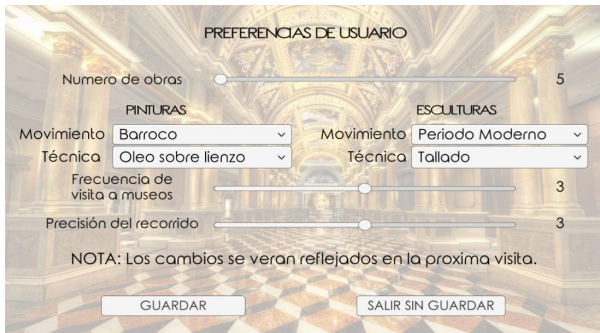 PREFERENCIAS DE USUARIO
Numero de obras 5
PINTURAS ESCULTURAS
Movimiento Barroco Movimiento Periodo Moderno
Técnica Oleo sobre lienzo Técnica Tallado
Frecuencia de
visita a museos 3
Precisión del recorrido 3
NOTA: Los cambios se veran reflejados en la proxima visita.
GUARDAR SALIR SIN GUARDAR